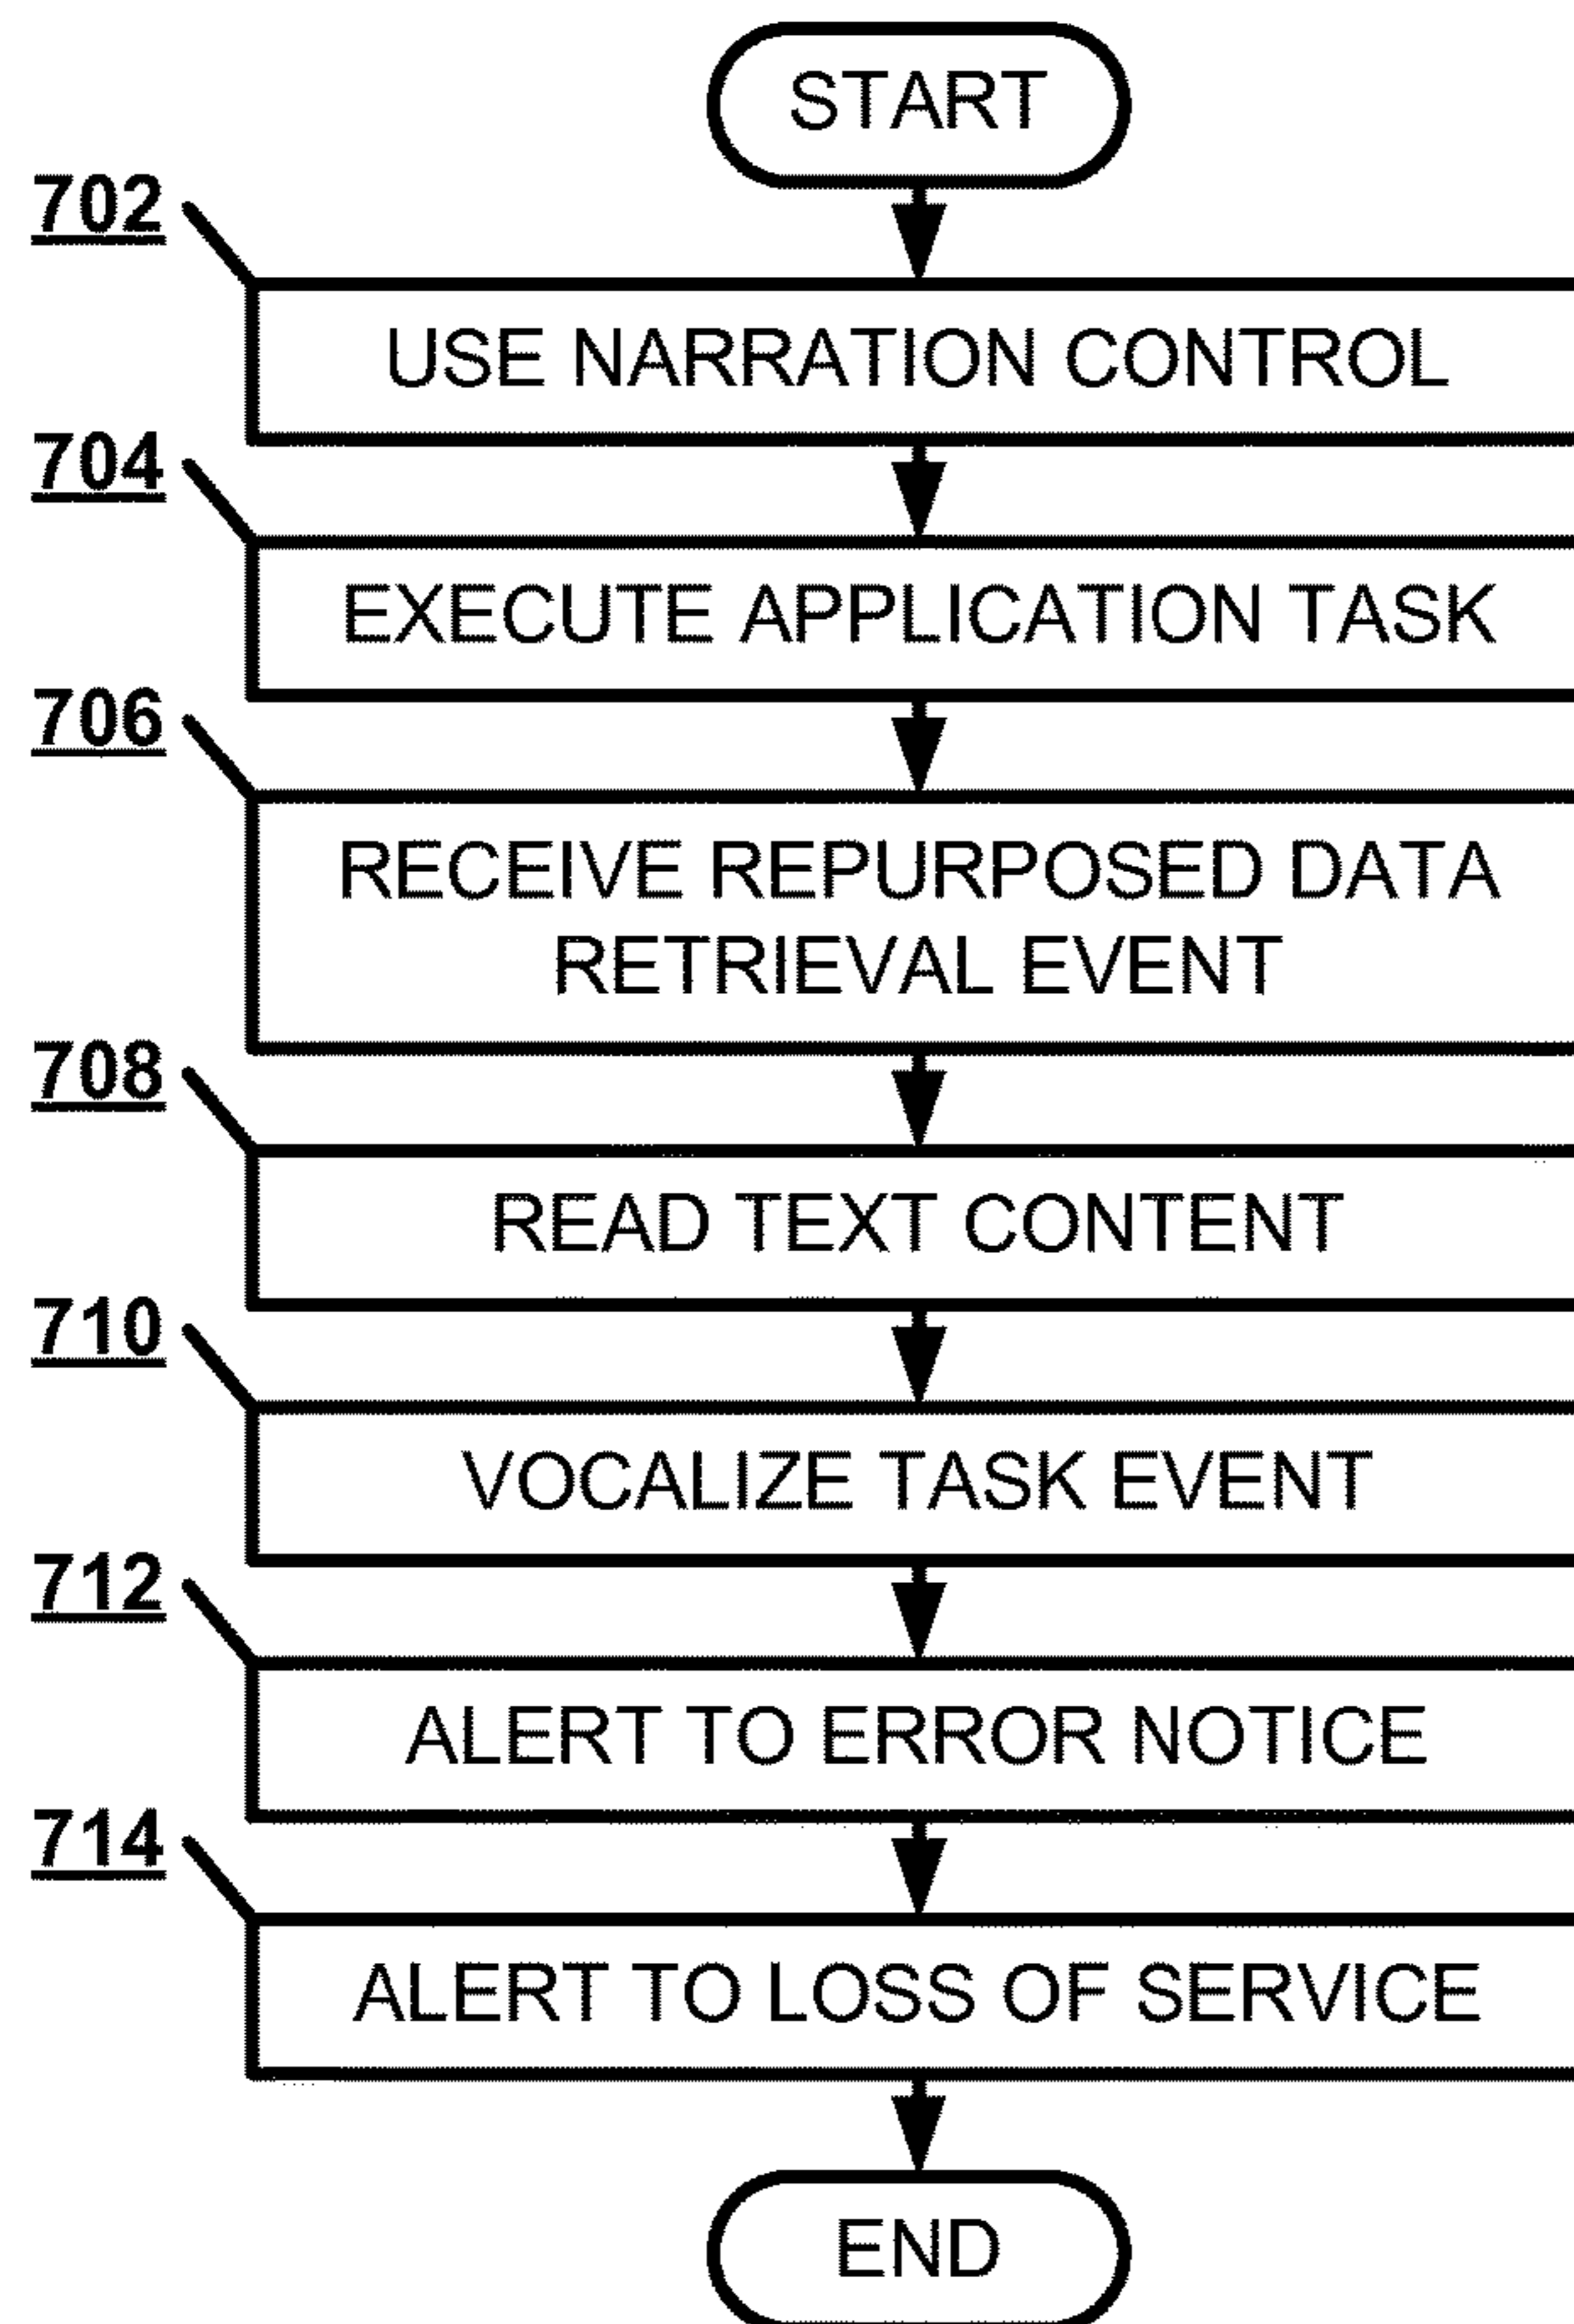 START
702
USE NARRATION CONTROL
704
EXECUTE APPLICATION TASK
706
RECEIVE REPURPOSED DATA
RETRIEVAL EVENT
708
READ TEXT CONTENT
710
VOCALIZE TASK EVENT
712
ALERT TO ERROR NOTICE
714
ALERT TO LOSS OF SERVICE
END